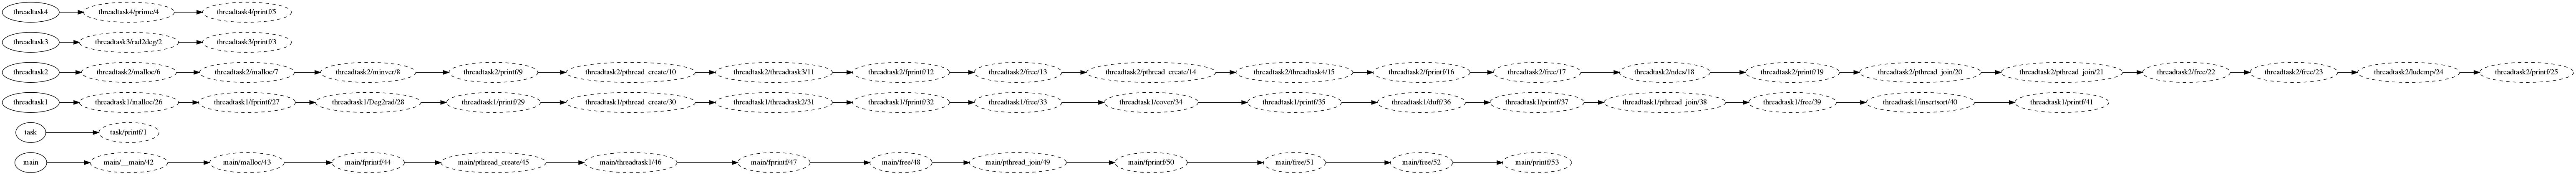 threadtask4 threadtask4/prime/4 threadtask4/printf/5
threadtask3 threadtask3/rad2deg/2 threadtask3/printf/3
threadtask2 threadtask2/malloc/6 threadtask2/malloc/7 threadtask2/minver/8 threadtask2/printf/9 threadtask2/pthread_create/10 threadtask2/threadtask3/11 threadtask2/fprintf/12 threadtask2/free/13 threadtask2/pthread_create/14 threadtask2/threadtask4/15 threadtask2/fprintf/16 threadtask2/free/17 threadtask2/ndes/18 threadtask2/printf/19 threadtask2/pthread_join/20 threadtask2/pthread_join/21 threadtask2/free/22 threadtask2/free/23 threadtask2/ludcmp/24 threadtask2/printf/25
threadtask1 threadtask1/malloc/26 threadtask1/fprintf/27 threadtask1/Deg2rad/28 threadtask1/printf/29 threadtask1/pthread_create/30 threadtask1/threadtask2/31 threadtask1/fprintf/32 threadtask1/free/33 threadtask1/cover/34 threadtask1/printf/35 threadtask1/duff/36 threadtask1/printf/37 threadtask1/pthread_join/38 threadtask1/free/39 threadtask1/insertsort/40 threadtask1/printf/41
task task/printf/1
main main/__main/42 main/malloc/43 main/fprintf/44 main/pthread_create/45 main/threadtask1/46 main/fprintf/47 main/free/48 main/pthread_join/49 main/fprintf/50 main/free/51 main/free/52 main/printf/53